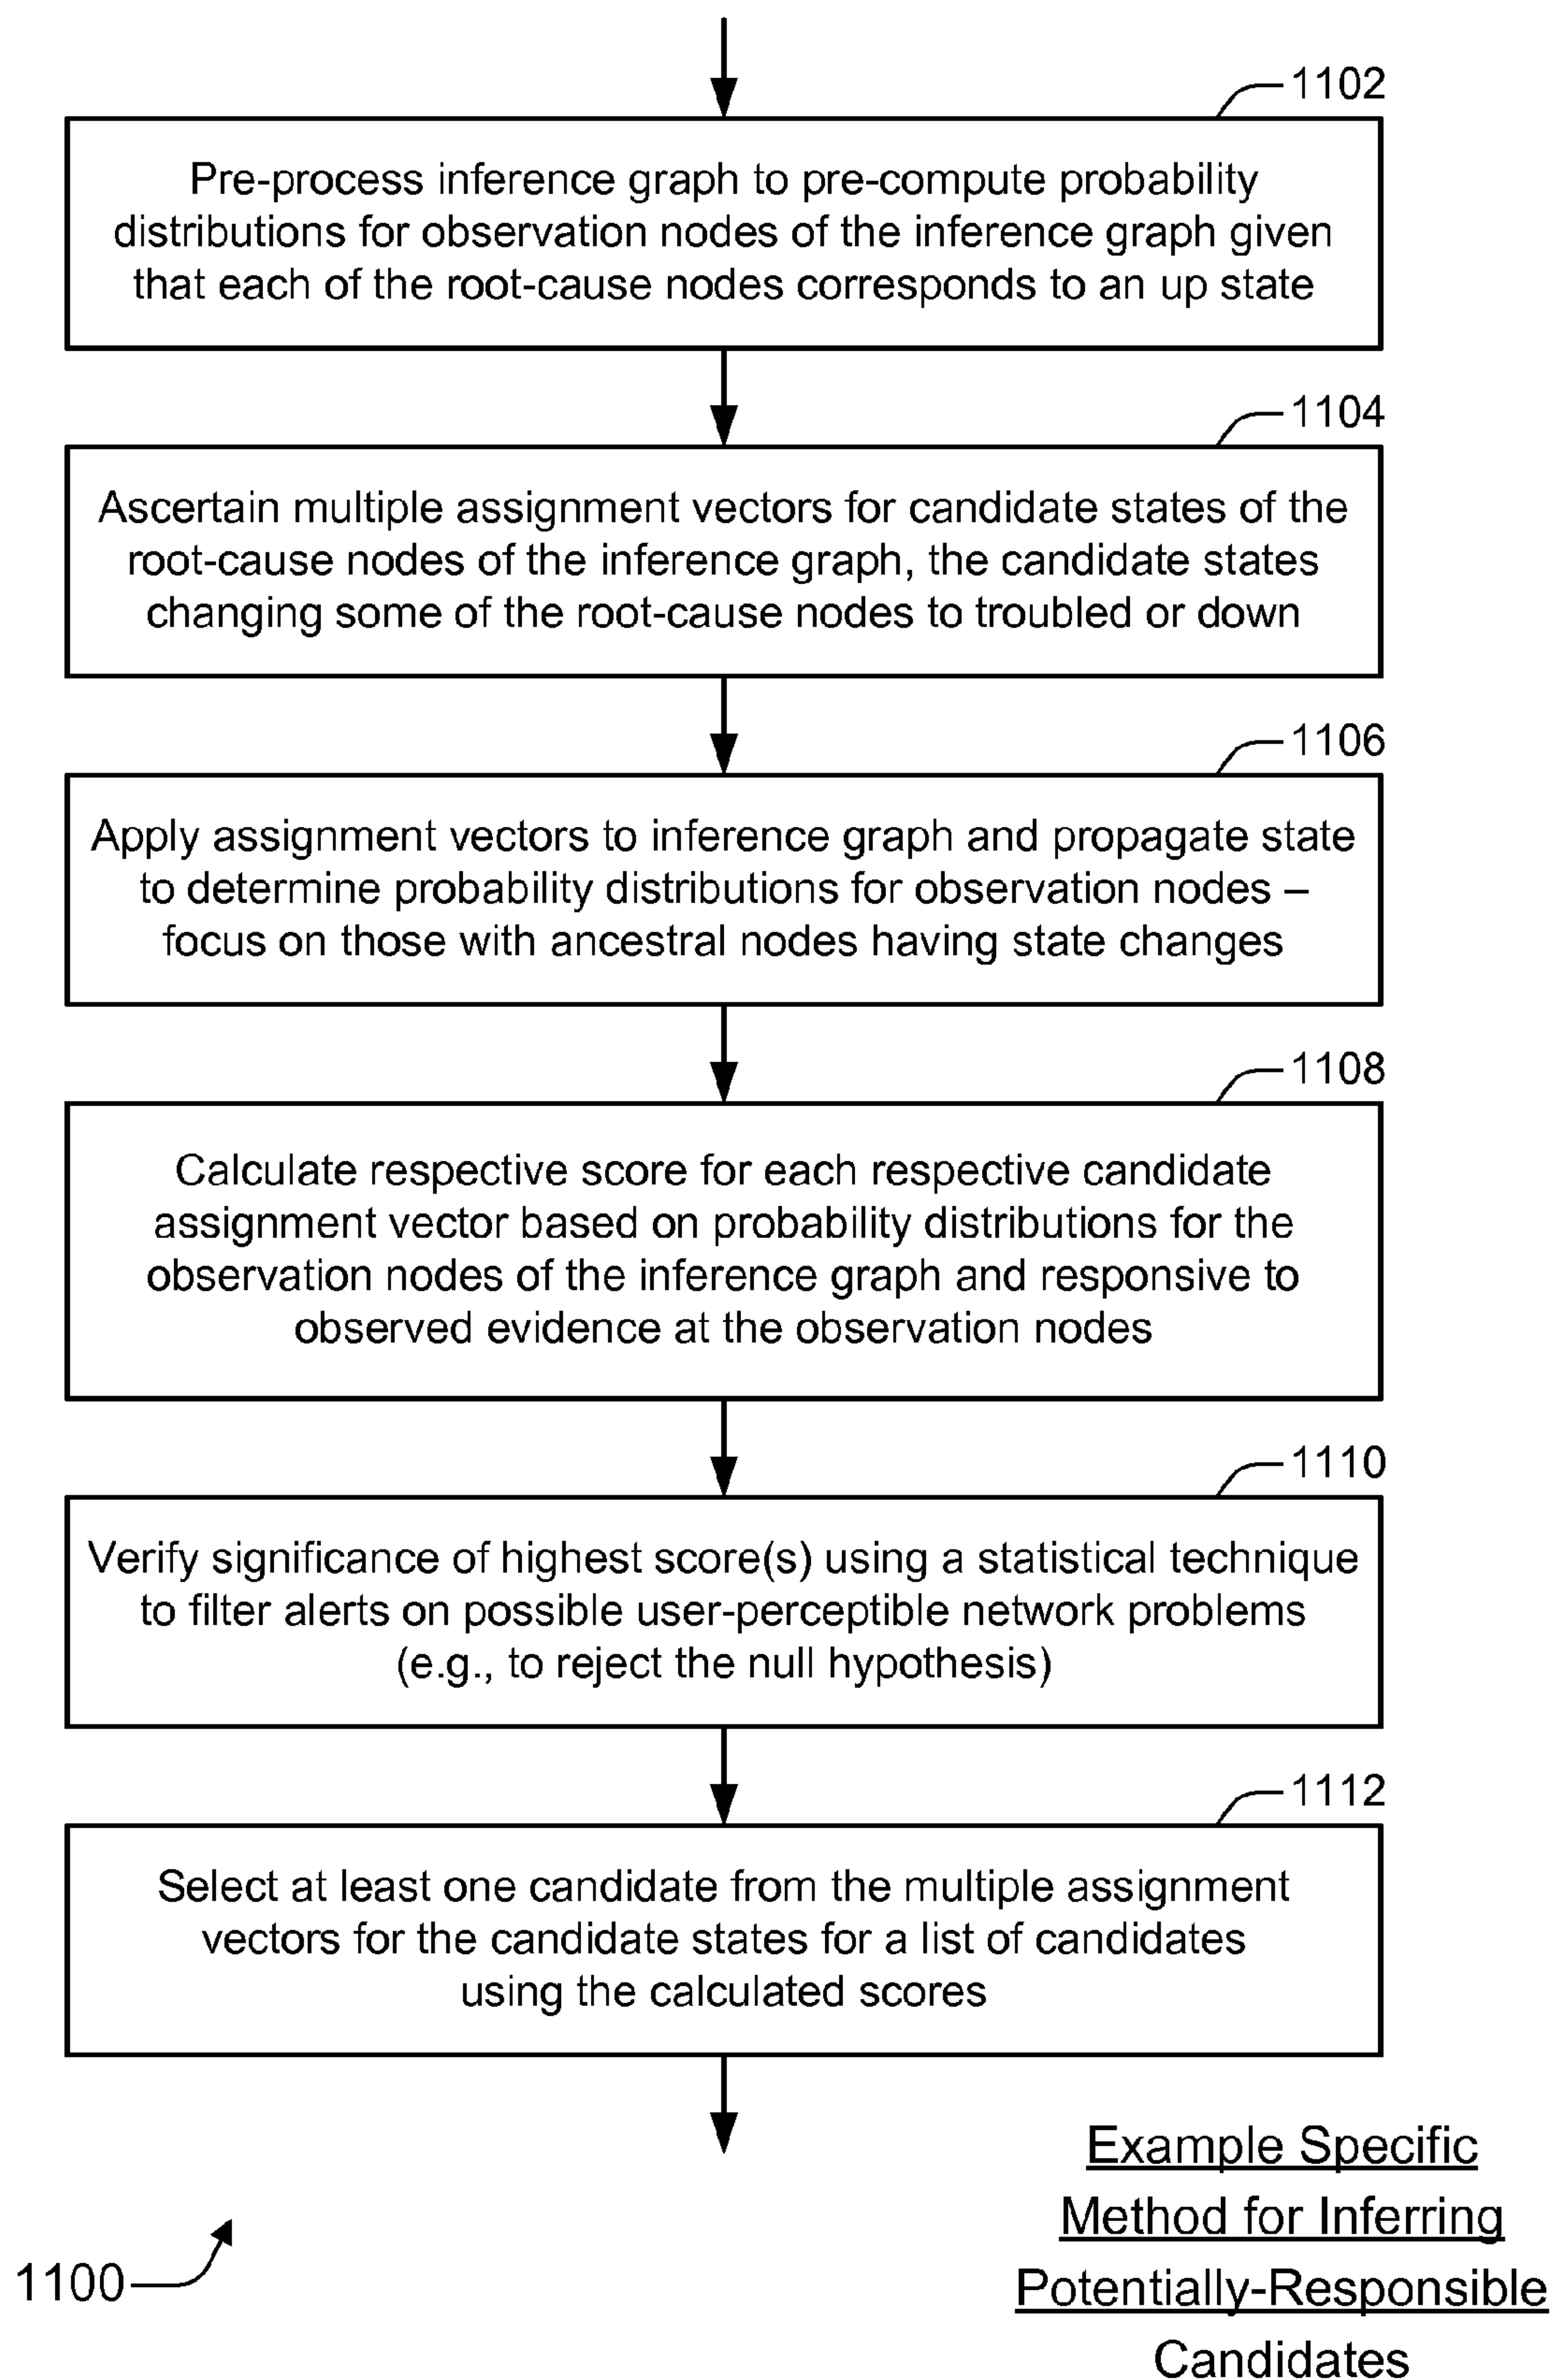 1102
Pre-process inference graph to pre-compute probability
distributions for observation nodes of the inference graph given
that each of the root-cause nodes corresponds to an up state
1104
Ascertain multiple assignment vectors for candidate states of the
root-cause nodes of the inference graph, the candidate states
changing some of the root-cause nodes to troubled or down
1106
Apply assignment vectors to inference graph and propagate state
to determine probability distributions for observation nodes –
focus on those with ancestral nodes having state changes
1108
Calculate respective score for each respective candidate
assignment vector based on probability distributions for the
observation nodes of the inference graph and responsive to
observed evidence at the observation nodes
1110
Verify significance of highest score(s) using a statistical technique
to filter alerts on possible user-perceptible network problems
(e.g., to reject the null hypothesis)
1112
Select at least one candidate from the multiple assignment
vectors for the candidate states for a list of candidates
using the calculated scores
1100
Example Specific
Method for Inferring
Potentially-Responsible
Candidates